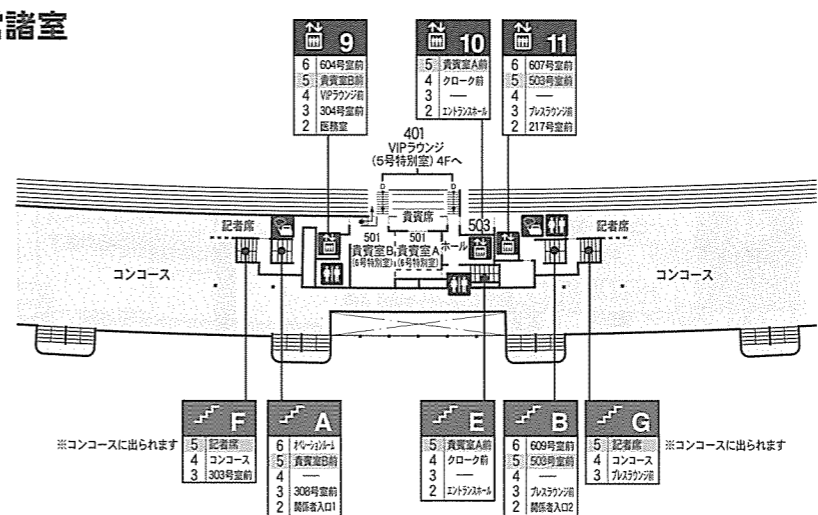 諸室
9
6 604号室前
5 貴賓室B前
4 VIPラウンジ前
3 304号室前
2 医務室
10
5 貴賓室A前
4 クローク前
3 —
2 エントランスホール
11
6 607号室前
5 503号室前
4 —
3 プレスラウンジ前
2 217号室前
401
VIPラウンジ
(5号特別室) 4Fへ
記者席
貴賓席
503
記者席
コンコース
501
貴賓室B
(6号特別室)
501
貴賓室A
(6号特別室)
ホール
コンコース
※コンコースに出られます
F
5 記者席
4 コンコース
3 303号室前
A
6 オペレーションルーム
5 貴賓室B前
4 —
3 308号室前
2 関係者入口1
E
5 貴賓室A前
4 クローク前
3 —
2 エントランスホール
B
6 609号室前
5 503号室前
4 —
3 プレスラウンジ前
2 関係者入口2
G
5 記者席
4 コンコース
3 プレスラウンジ前
※コンコースに出られます